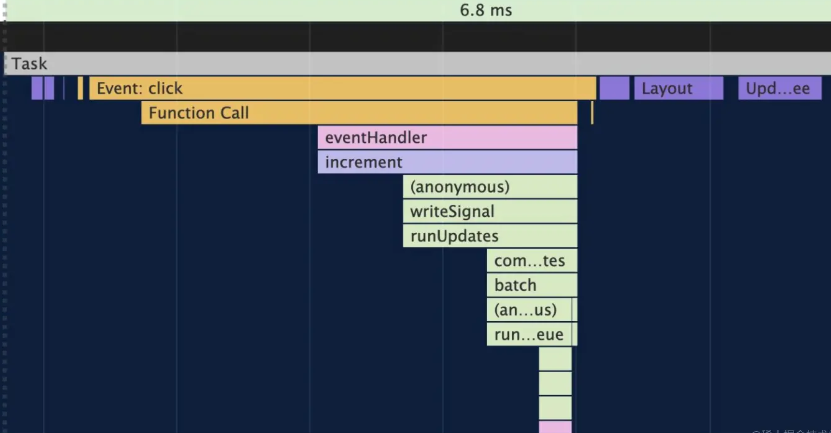 6.8 ms
Task
Event: click
Layout
Upd...ee
Function Call
eventHandler
increment
(anonymous)
writeSignal
runUpdates
com...tes
batch
(an...us)
run...eue